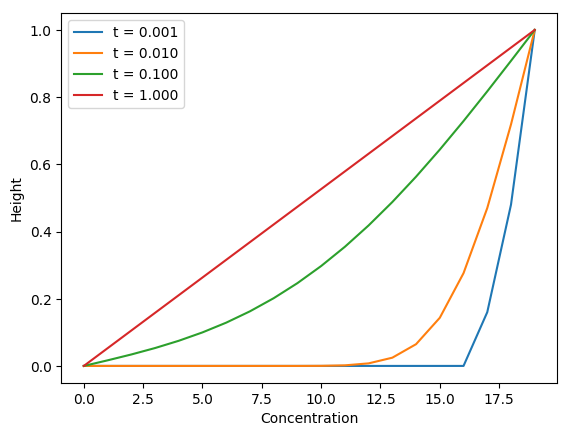 t = 0.001
t = 0.010
t = 0.100
t = 1.000
1.0
0.8
0.6
0.4
0.2
0.0
Height
0.0 2.5 5.0 7.5 10.0 12.5 15.0 17.5
Concentration